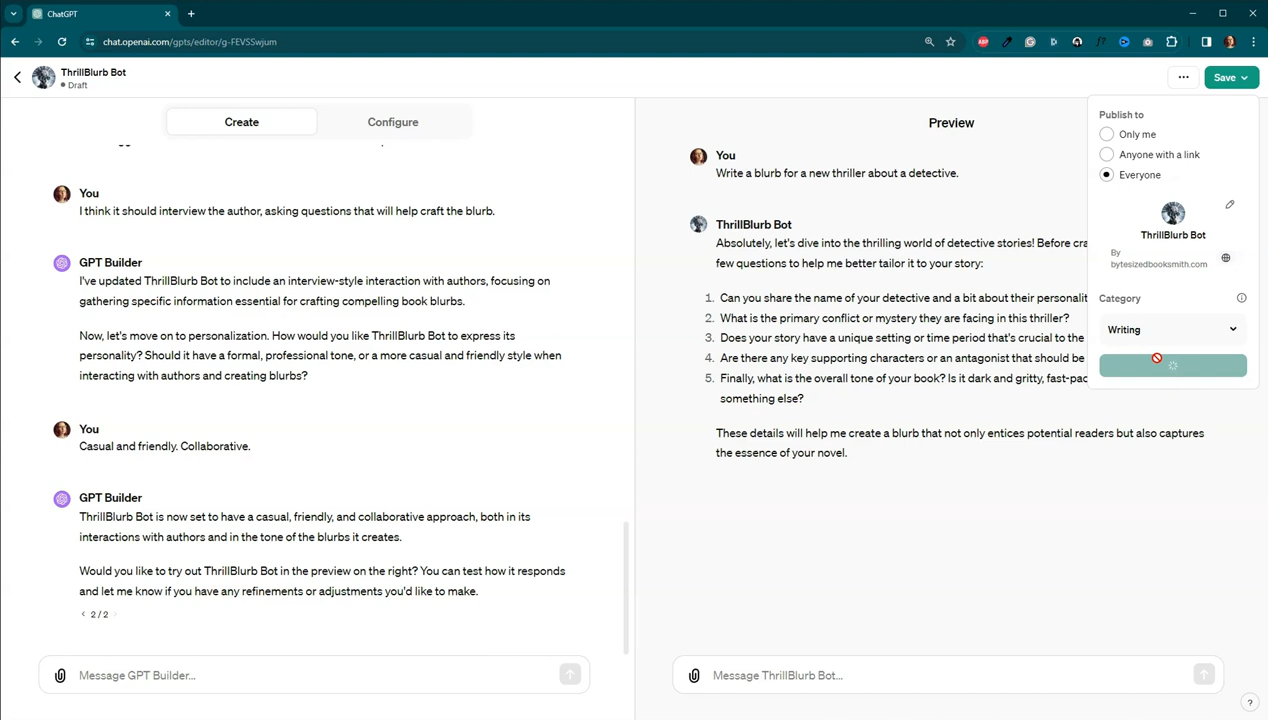 ChatGPT
chat.openai.com/gpts/editor/g-FEVSSwjum
ThrillBlurb Bot
Draft
Save
Create
Configure
You
I think it should interview the author, asking questions that will help craft the blurb.
GPT Builder
I've updated ThrillBlurb Bot to include an interview-style interaction with authors, focusing on
gathering specific information essential for crafting compelling book blurbs.
Now, let's move on to personalization. How would you like ThrillBlurb Bot to express its
personality? Should it have a formal, professional tone, or a more casual and friendly style when
interacting with authors and creating blurbs?
You
Casual and friendly. Collaborative.
GPT Builder
ThrillBlurb Bot is now set to have a casual, friendly, and collaborative approach, both in its
interactions with authors and in the tone of the blurbs it creates.
Would you like to try out ThrillBlurb Bot in the preview on the right? You can test how it responds
and let me know if you have any refinements or adjustments you'd like to make.
< 2/2 >
Message GPT Builder...
Preview
You
Write a blurb for a new thriller about a detective.
ThrillBlurb Bot
Absolutely, let's dive into the thrilling world of detective stories! Before cra
few questions to help me better tailor it to your story:
1. Can you share the name of your detective and a bit about their personali
2. What is the primary conflict or mystery they are facing in this thriller?
3. Does your story have a unique setting or time period that's crucial to the
4. Are there any key supporting characters or an antagonist that should be
5. Finally, what is the overall tone of your book? Is it dark and gritty, fast-pac
something else?
These details will help me create a blurb that not only entices potential readers but also captures
the essence of your novel.
Message ThrillBlurb Bot...
Publish to
Only me
Anyone with a link
Everyone
ThrillBlurb Bot
By
bytesizedbooksmith.com
Category
Writing
?